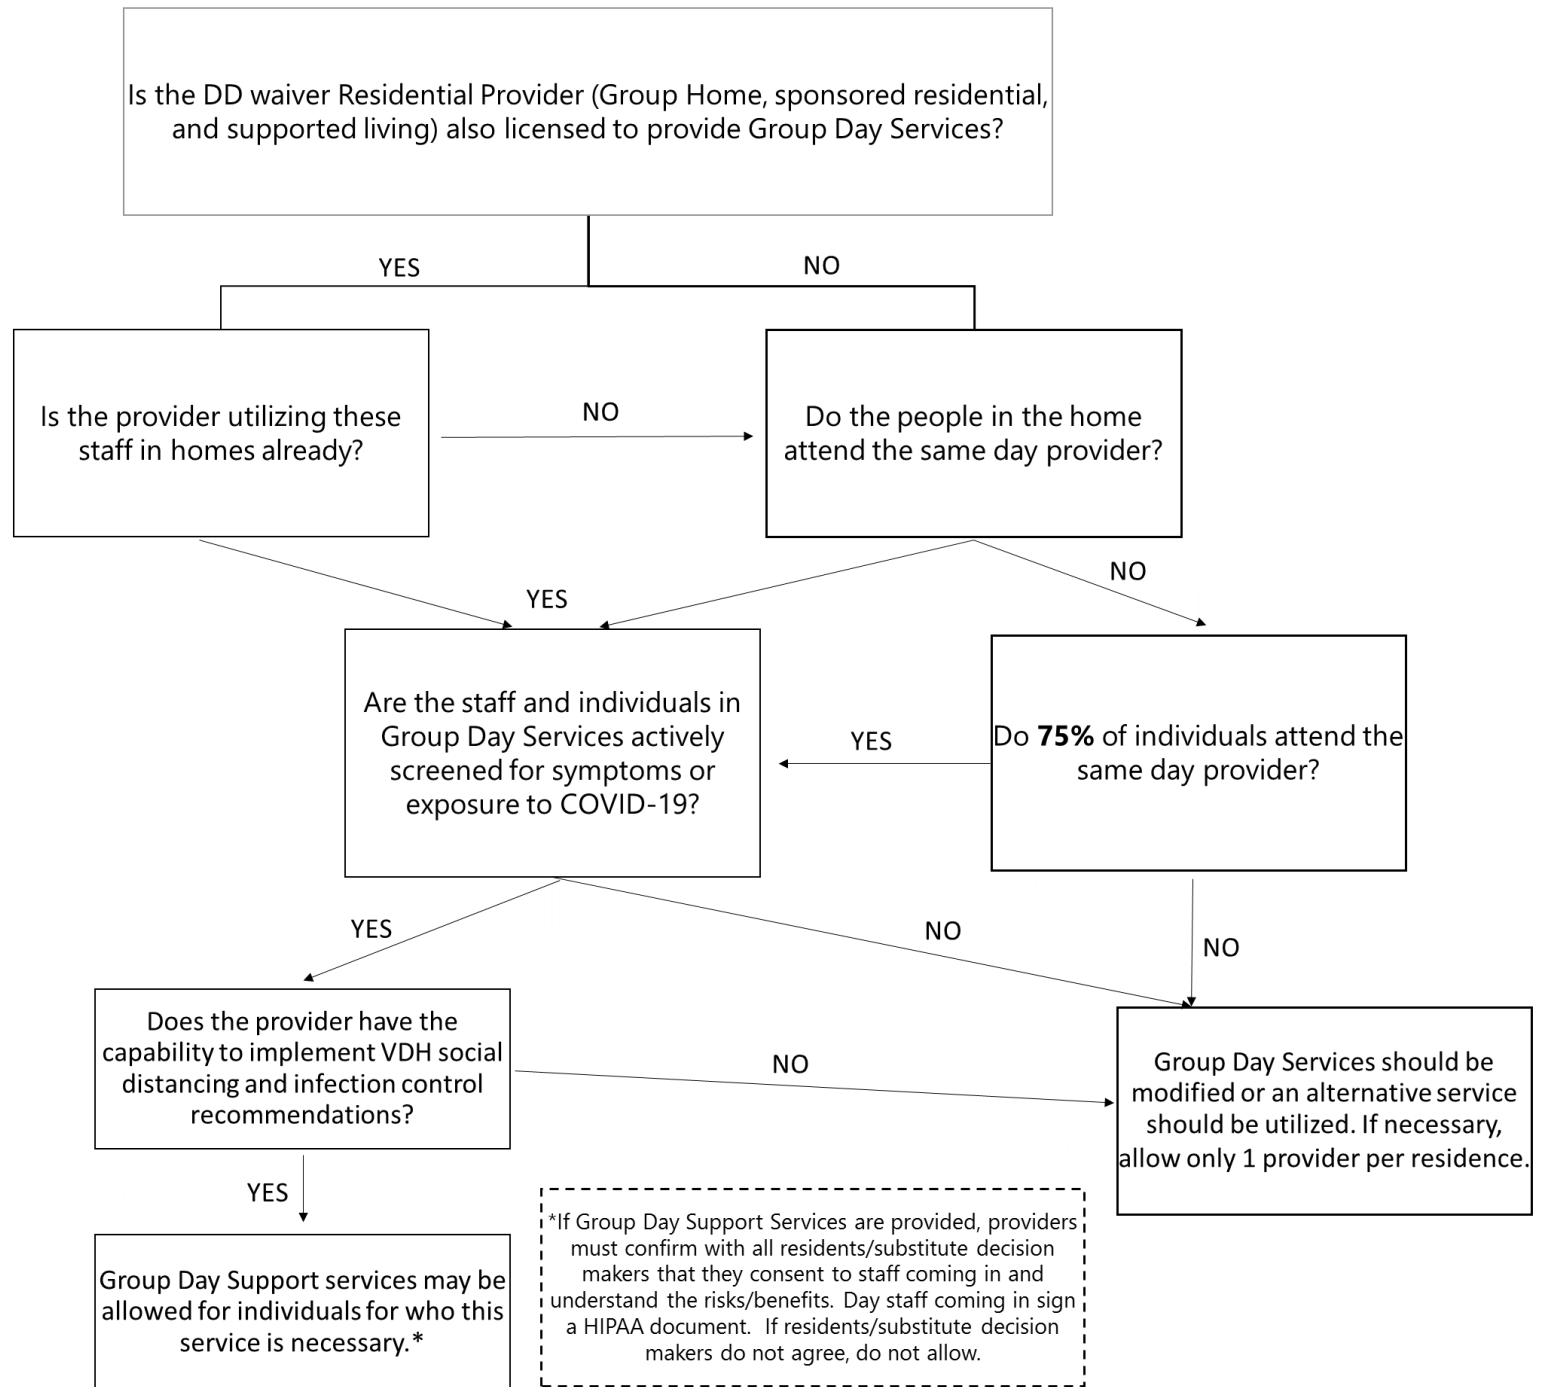 Is the DD waiver Residential Provider (Group Home, sponsored residential,
and supported living) also licensed to provide Group Day Services?
YES
NO
Is the provider utilizing these
staff in homes already?
NO
Do the people in the home
attend the same day provider?
YES
NO
Are the staff and individuals in
Group Day Services actively
screened for symptoms or
exposure to COVID-19?
YES
Do 75% of individuals attend the
same day provider?
YES
NO
NO
Does the provider have the
capability to implement VDH social
distancing and infection control
recommendations?
NO
Group Day Services should be
modified or an alternative service
should be utilized. If necessary,
allow only 1 provider per residence.
YES
Group Day Support services may be
allowed for individuals for who this
service is necessary.*
*If Group Day Support Services are provided, providers
must confirm with all residents/substitute decision
makers that they consent to staff coming in and
understand the risks/benefits. Day staff coming in sign
a HIPAA document. If residents/substitute decision
makers do not agree, do not allow.